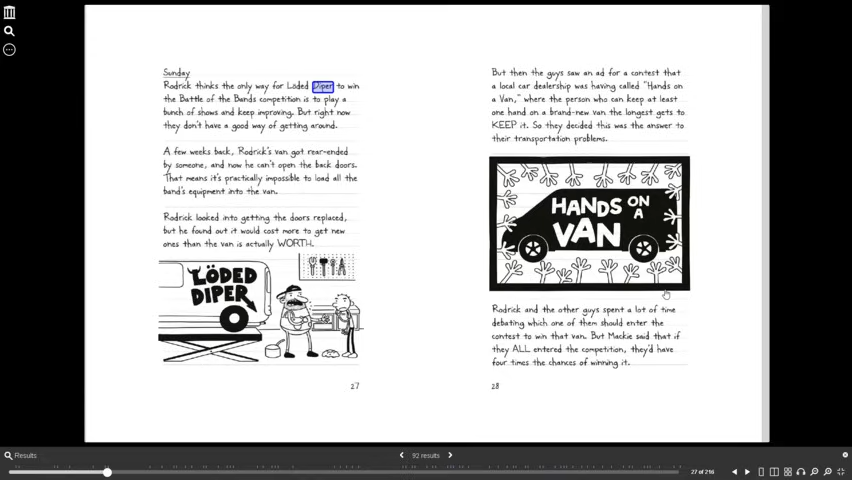 Sunday
Rodrick thinks the only way for Löded Diper to win
the Battle of the Bands competition is to play a
bunch of shows and keep improving. But right now
they don't have a good way of getting around.
A few weeks back, Rodrick's van got rear-ended
by someone, and now he can't open the back doors.
That means it's practically impossible to load all the
band's equipment into the van.
Rodrick looked into getting the doors replaced,
but he found out it would cost more to get new
ones than the van is actually WORTH.
LÖDED
DIPER
27
But then the guys saw an ad for a contest that
a local car dealership was having called "Hands on
a Van," where the person who can keep at least
one hand on a brand-new van the longest gets to
KEEP it. So they decided this was the answer to
their transportation problems.
HANDS ON
A
VAN
Rodrick and the other guys spent a lot of time
debating which one of them should enter the
contest to win that van. But Mackie said that if
they ALL entered the competition, they'd have
four times the chances of winning it.
28
Results
92 results
27 of 216